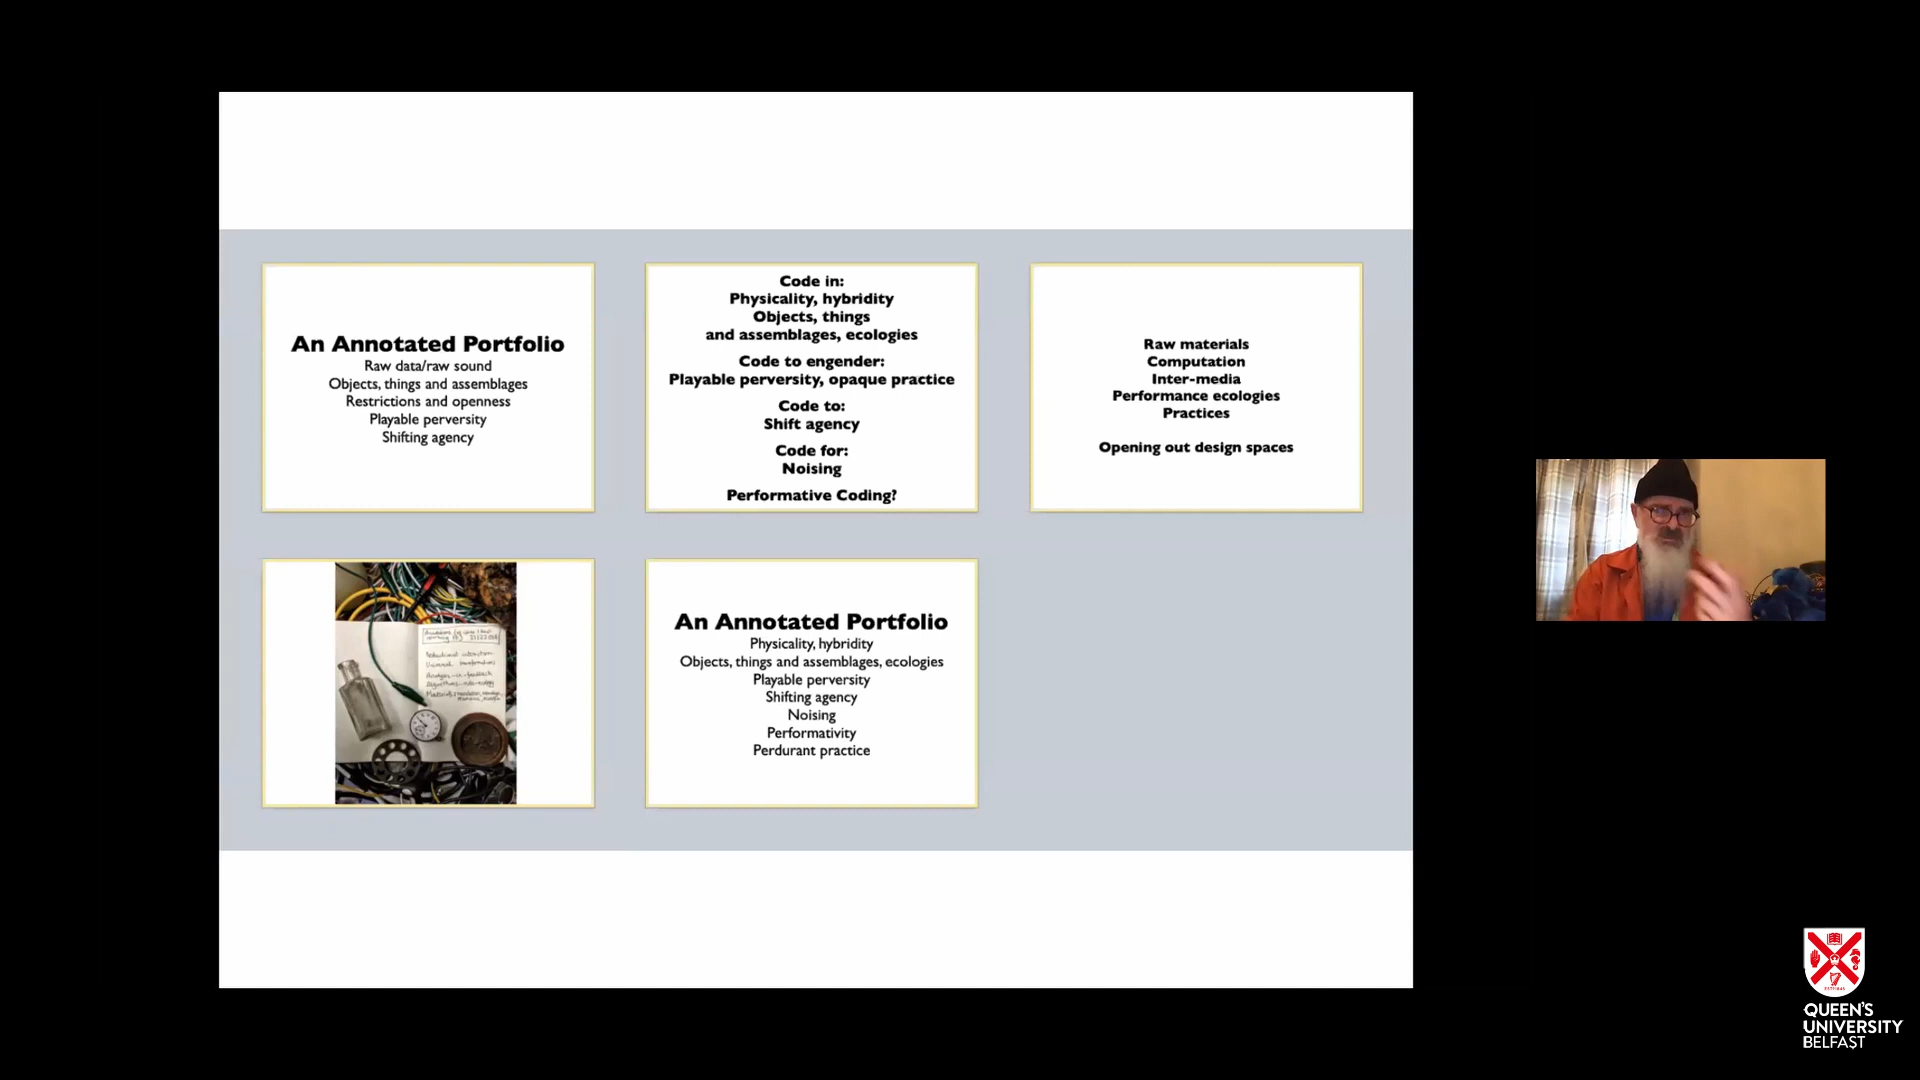 An Annotated Portfolio
Raw data/raw sound
Objects, things and assemblages
Restrictions and openness
Playable perversity
Shifting agency
Code in:
Physicality, hybridity
Objects, things
and assemblages, ecologies
Code to engender:
Playable perversity, opaque practice
Code to:
Shift agency
Code for:
Noising
Performative Coding?
Raw materials
Computation
Inter-media
Performance ecologies
Practices
Opening out design spaces
An Annotated Portfolio
Physicality, hybridity
Objects, things and assemblages, ecologies
Playable perversity
Shifting agency
Noising
Performativity
Perdurant practice
QUEEN'S
UNIVERSITY
BELFAST